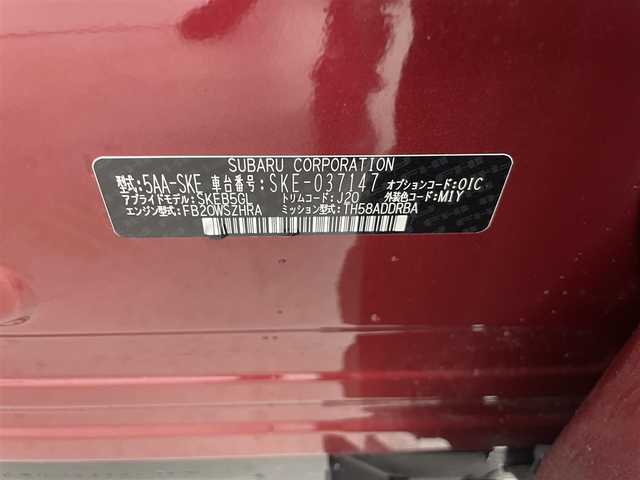 SUBARU CORPORATION
型式:5AA-SKE 車台番号:SKE-037147 オプションコード:OIC
アプライドモデル:SKEB5GL トリムコード:J20 外装色コード:M1Y
エンジン型式:FB20WSZHRA ミッション型式:TH58ADDRBA